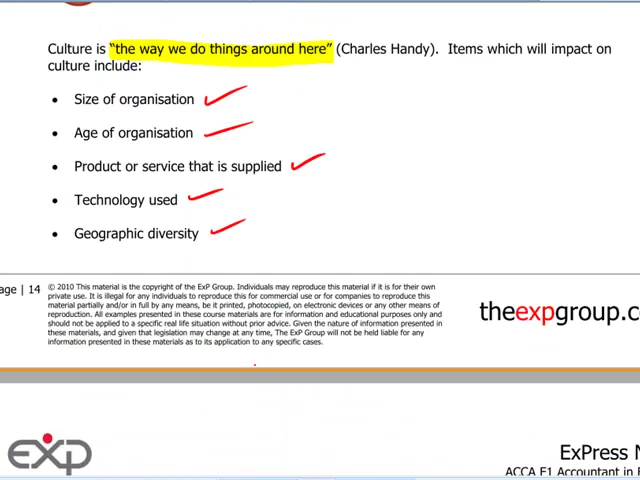 Culture is “the way we do things around here” (Charles Handy). Items which will impact on
culture include:
• Size of organisation
• Age of organisation
• Product or service that is supplied
• Technology used
• Geographic diversity
age | 14
© 2010 This material is the copyright of the ExP Group. Individuals may reproduce this material if it is for their own
private use. It is illegal for any individuals to reproduce this for commercial use or for companies to reproduce this
material partially and/or in full by any means, be it printed, photocopied, on electronic devices or any other means of
reproduction. All examples presented in these course materials are for information and educational purposes only and
should not be applied to a specific real life situation without prior advice. Given the nature of information presented in
these materials, and given that legislation may change at any time, The ExP Group will not be held liable for any
information presented in these materials as to its application to any specific cases.
theexpgroup.c
exp
ExPress N
ACCA F1 Accountant in